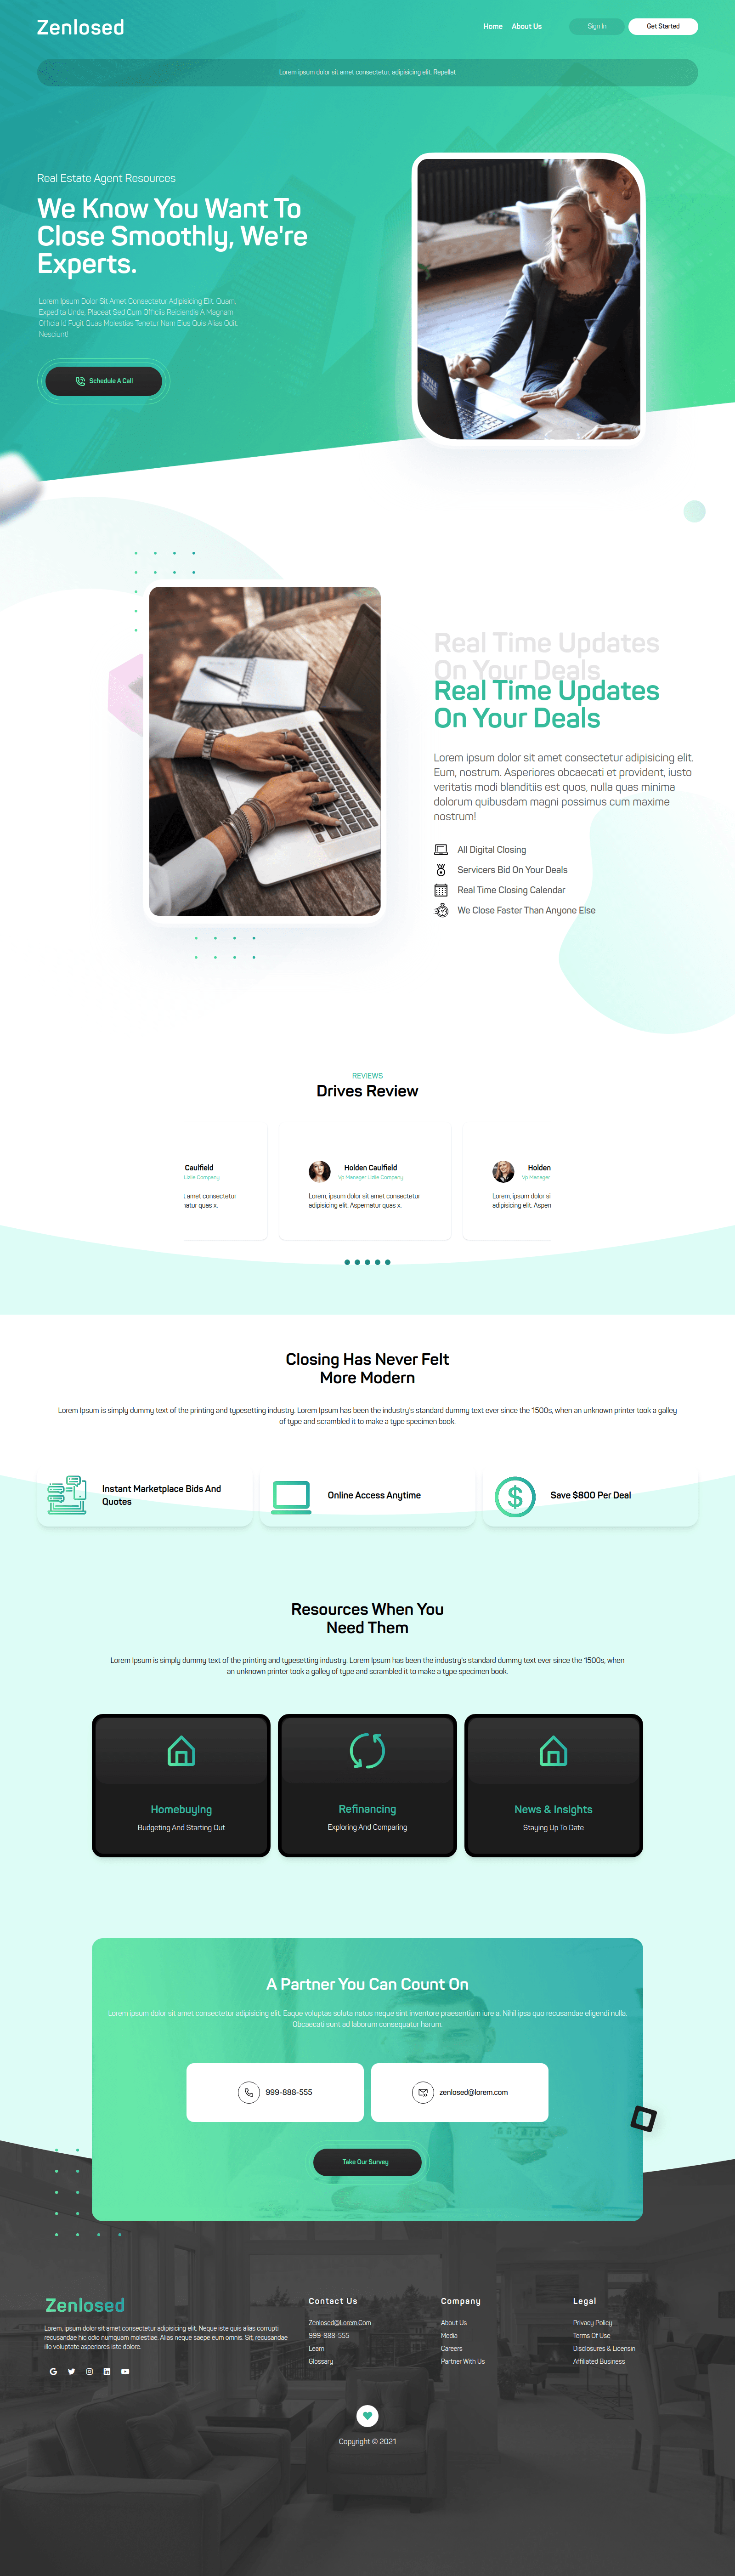 Zenlosed
Home About Us Sign In Get Started
Lorem ipsum dolor sit amet consectetur, adipisicing elit. Repellat
Real Estate Agent Resources
We Know You Want To
Close Smoothly, We're
Experts.
Lorem Ipsum Dolor Sit Amet Consectetur Adipisicing Elit. Quam,
Expedita Unde, Placeat Sed Cum Officiis Reiciendis A Magnam
Officia Id Fugit Quas Molestias Tenetur Nam Eius Quis Alias Odit
Nesciunt!
Schedule A Call
Real Time Updates
On Your Deals
Real Time Updates
On Your Deals
Lorem ipsum dolor sit amet consectetur adipisicing elit.
Eum, nostrum. Asperiores obcaecati et provident, iusto
veritatis modi blanditiis est quos, nulla quas minima
dolorum quibusdam magni possimus cum maxime
nostrum!
All Digital Closing
Servicers Bid On Your Deals
Real Time Closing Calendar
We Close Faster Than Anyone Else
REVIEWS
Drives Review
Caulfield
Listie Company
t amet consectetur
natur quas x.
Holden Caulfield
Vp Manager Listie Company
Lorem, ipsum dolor sit amet consectetur
adipisicing elit. Aspernatur quas x.
Holden
Vp Manager
Lorem, ipsum dolor si
adipisicing elit. Asper
Closing Has Never Felt
More Modern
Lorem Ipsum is simply dummy text of the printing and typesetting industry. Lorem Ipsum has been the industry's standard dummy text ever since the 1500s, when an unknown printer took a galley
of type and scrambled it to make a type specimen book.
Instant Marketplace Bids And
Quotes
Online Access Anytime
Save $800 Per Deal
Resources When You
Need Them
Lorem Ipsum is simply dummy text of the printing and typesetting industry. Lorem Ipsum has been the industry's standard dummy text ever since the 1500s, when
an unknown printer took a galley of type and scrambled it to make a type specimen book.
Homebuying
Budgeting And Starting Out
Refinancing
Exploring And Comparing
News & Insights
Staying Up To Date
A Partner You Can Count On
Lorem ipsum dolor sit amet consectetur adipisicing elit. Eaque voluptas soluta natus neque sint inventore praesentium iure a. Nihil ipsa quo recusandae eligendi nulla.
Obcaecati sunt ad laborum consequatur harum.
999-888-555
zenlosed@lorem.com
Take Our Survey
Zenlosed
Lorem, ipsum dolor sit amet consectetur adipisicing elit. Neque iste quis alias corrupti
recusandae hic odio numquam molestiae. Alias neque saepe eum omnis. Sit, recusandae
illo voluptate asperiores iste dolore.
Contact Us
Zenlosed@Lorem.Com
999-888-555
Learn
Glossary
Company
About Us
Media
Careers
Partner With Us
Legal
Privacy Policy
Terms Of Use
Disclosures & Licensin
Affiliated Business
Copyright © 2021